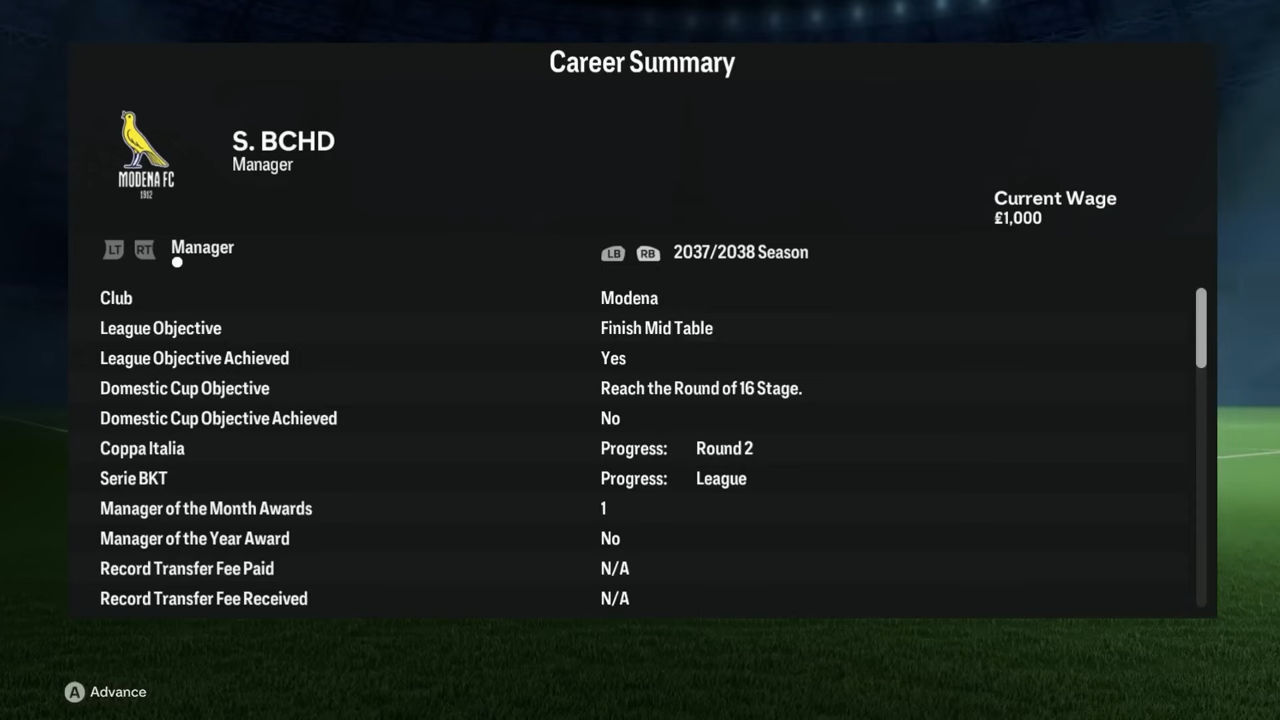 Career Summary
MODENA FC
1912
S. BCHD
Manager
Current Wage
£1,000
LT RT Manager
LB RB 2037/2038 Season
Club Modena
League Objective Finish Mid Table
League Objective Achieved Yes
Domestic Cup Objective Reach the Round of 16 Stage.
Domestic Cup Objective Achieved No
Coppa Italia Progress: Round 2
Serie BKT Progress: League
Manager of the Month Awards 1
Manager of the Year Award No
Record Transfer Fee Paid N/A
Record Transfer Fee Received N/A
A Advance